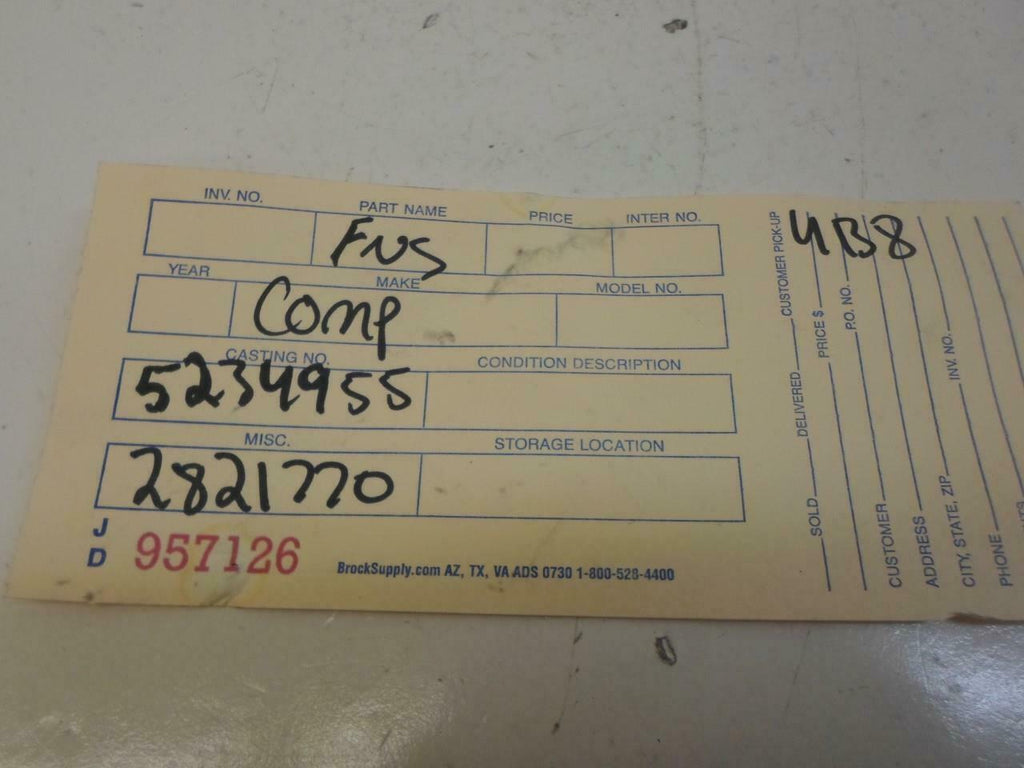 INV. NO. PART NAME PRICE INTER NO.
FNS
YEAR MAKE MODEL NO.
Comp
CASTING NO. CONDITION DESCRIPTION
5234955
MISC. STORAGE LOCATION
2821770
J D 957126
BrockSupply.com AZ, TX, VA ADS 0730 1-800-528-4400
4B8
SOLD DELIVERED CUSTOMER PICK-UP
PRICE $
P.O. NO.
CUSTOMER
ADDRESS
CITY, STATE, ZIP INV. NO.
PHONE